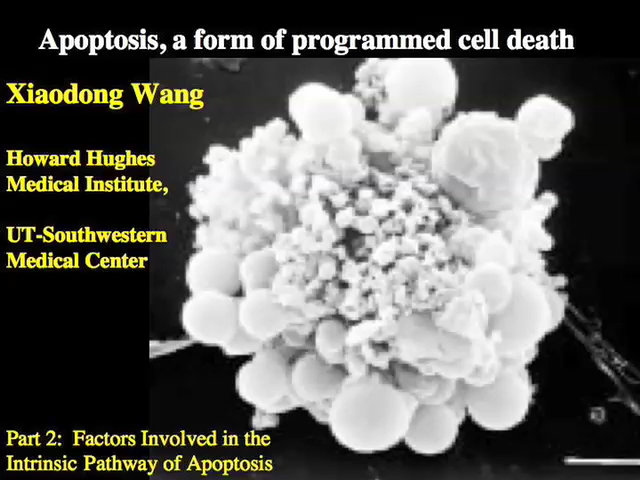 Apoptosis, a form of programmed cell death
Xiaodong Wang
Howard Hughes
Medical Institute,
UT-Southwestern
Medical Center
Part 2: Factors Involved in the
Intrinsic Pathway of Apoptosis